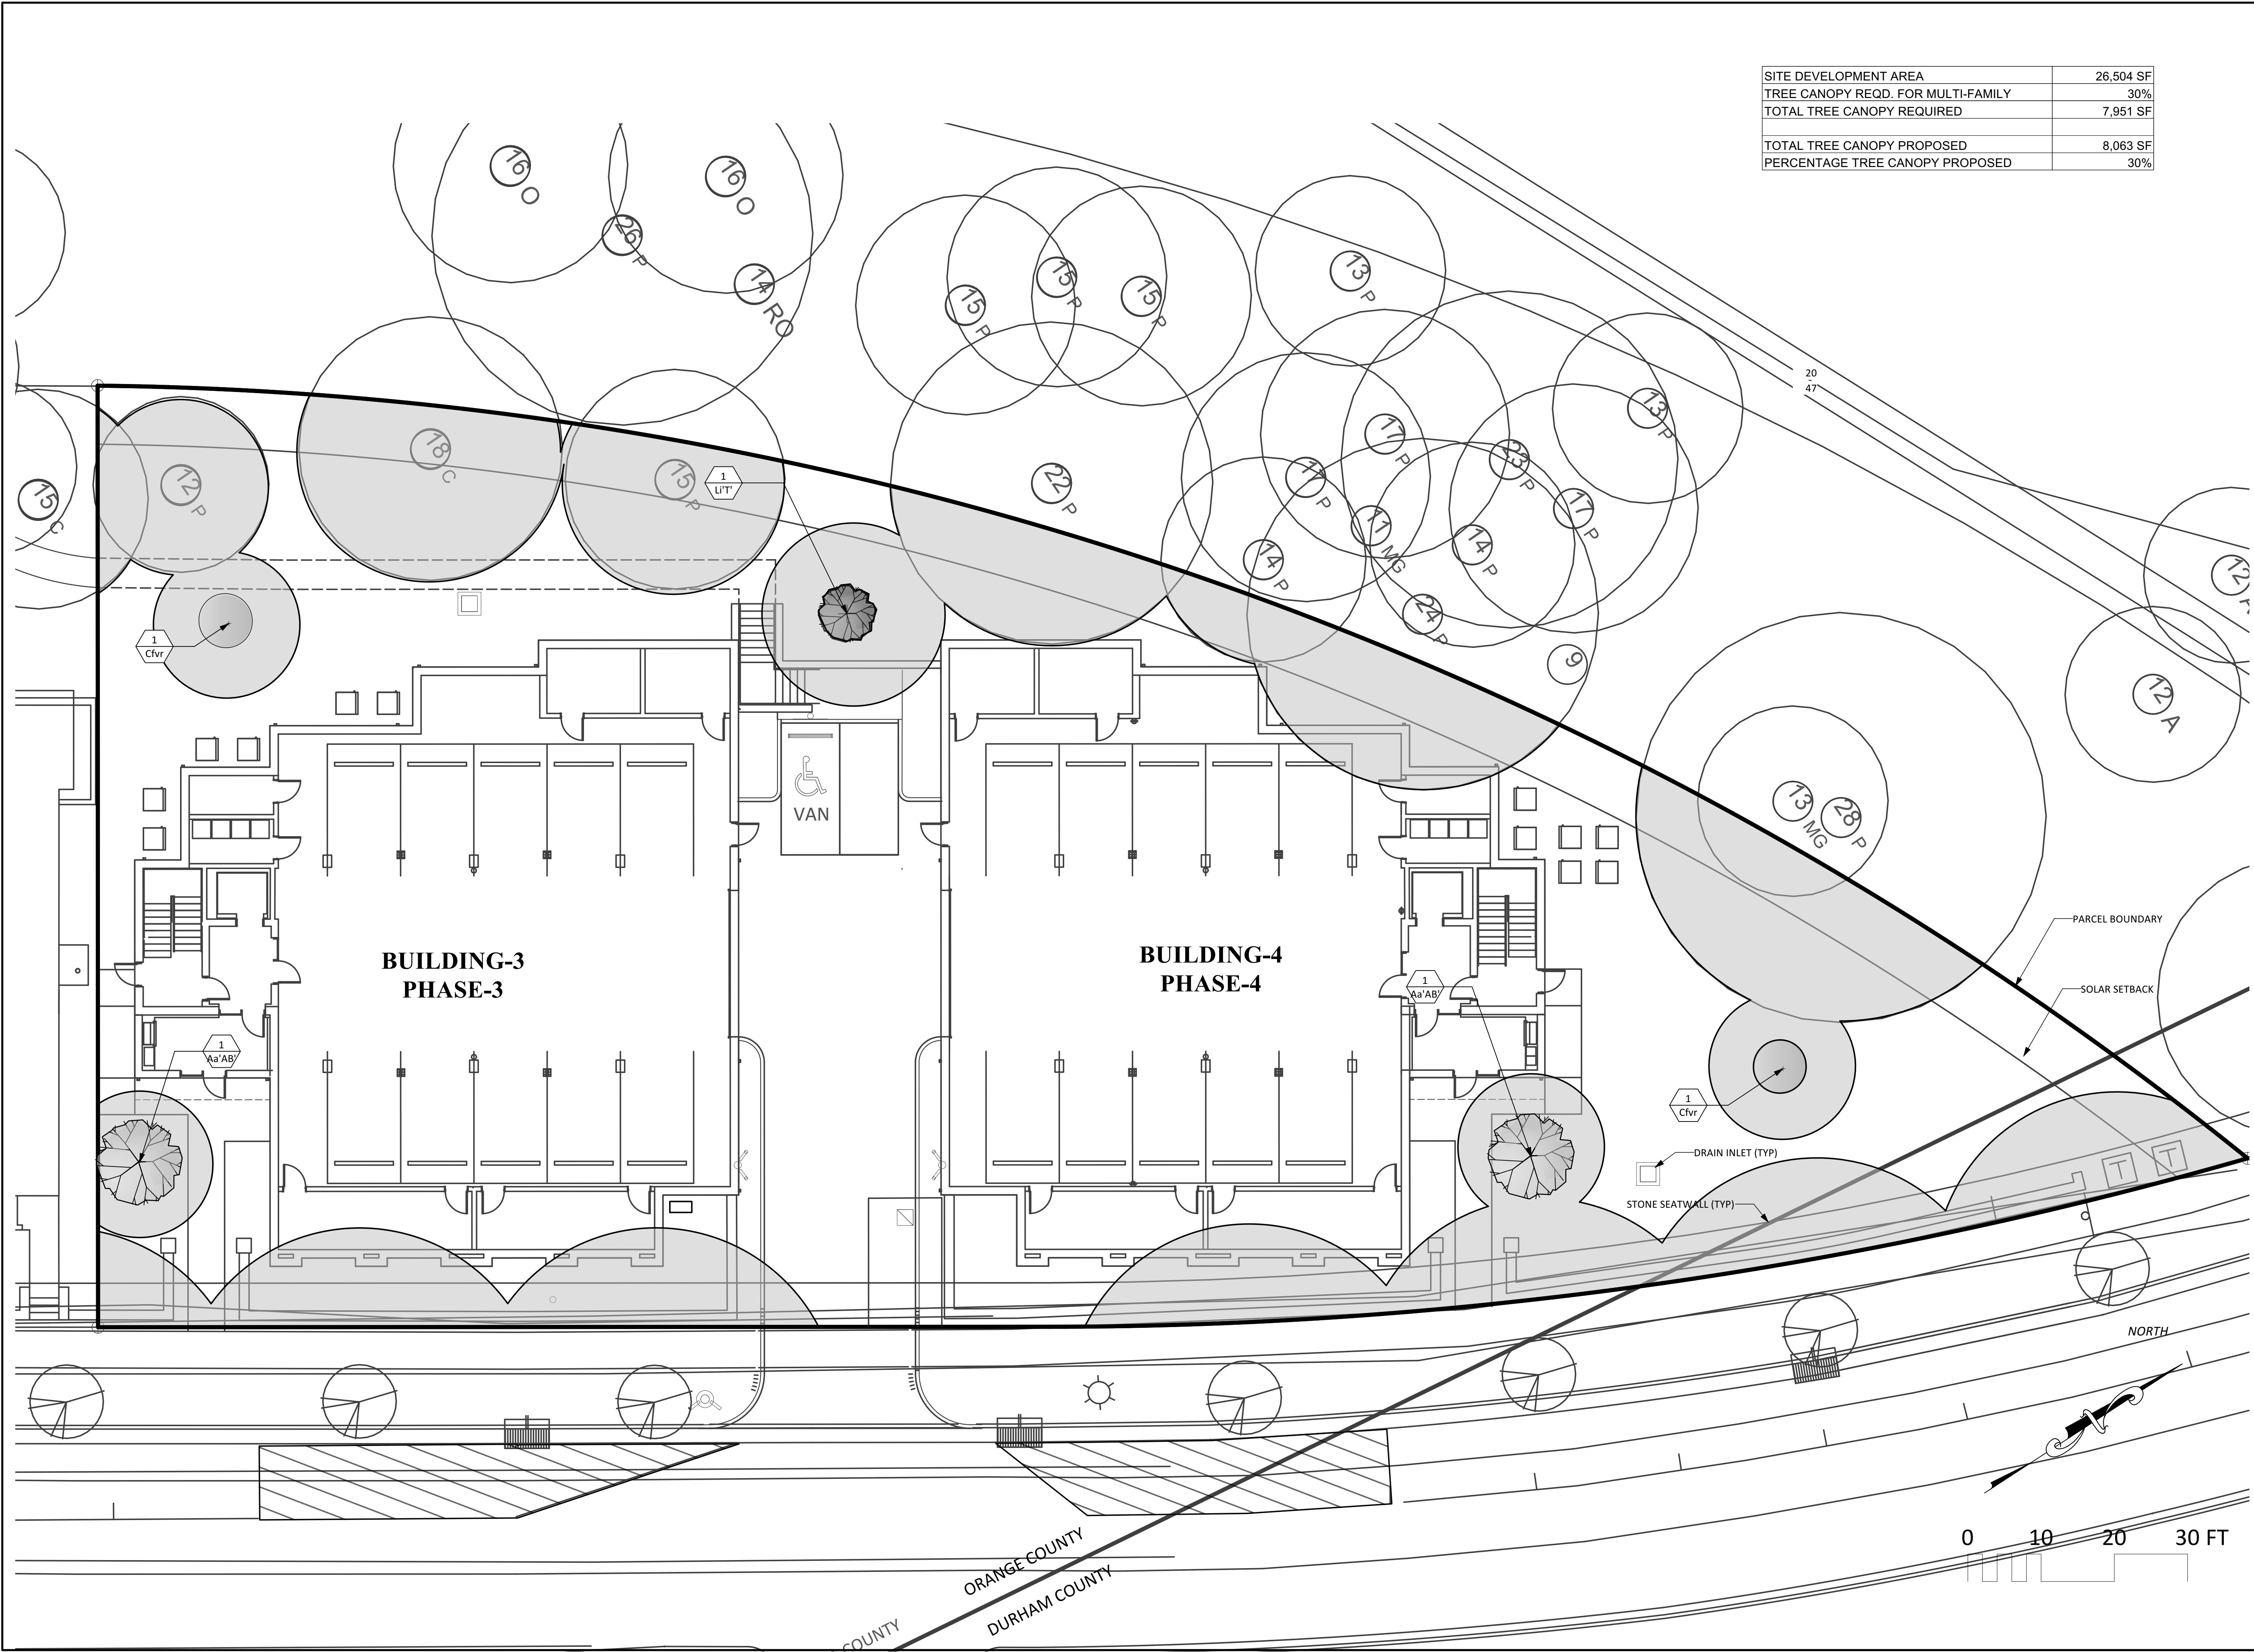 SITE DEVELOPMENT AREA 26,504 SF
TREE CANOPY REQD. FOR MULTI-FAMILY 30%
TOTAL TREE CANOPY REQUIRED 7,951 SF
TOTAL TREE CANOPY PROPOSED 8,063 SF
PERCENTAGE TREE CANOPY PROPOSED 30%
16 O
16 O
26 P
14 RO
15 P
15 P
15 P
13 P
20
47
13 P
17 P
18 C
12 P
15 C
15 P
1
Li'T'
22 P
17 P
23 P
17 P
11 MG
14 P
14 P
24 P
9
12
12 A
1
Cfvr
VAN
13 MG
28 P
PARCEL BOUNDARY
SOLAR SETBACK
BUILDING-3
PHASE-3
BUILDING-4
PHASE-4
1
Aa'AB'
1
Aa'AB'
1
Cfvr
DRAIN INLET (TYP)
STONE SEATWALL (TYP)
T T
NORTH
0 10 20 30 FT
ORANGE COUNTY
DURHAM COUNTY
COUNTY